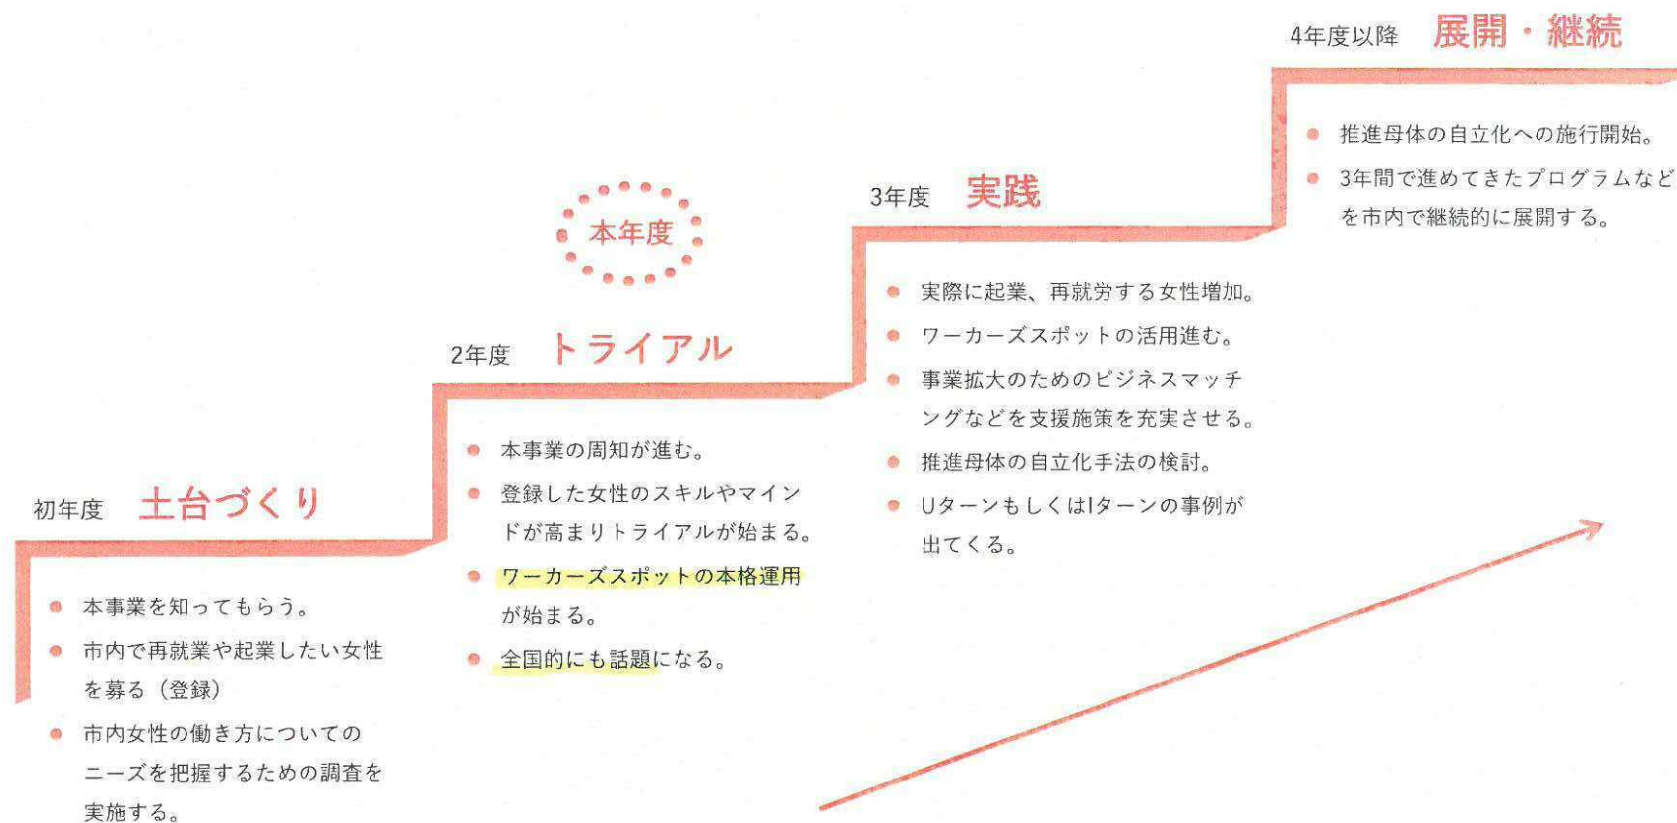 初年度 土台づくり
本事業を知ってもらう。
市内で再就業や起業したい女性
を募る（登録）
市内女性の働き方についての
ニーズを把握するための調査を
実施する。
本年度
2年度 トライアル
本事業の周知が進む。
登録した女性のスキルやマイン
ドが高まりトライアルが始まる。
ワーカーズスポットの本格運用
が始まる。
全国的にも話題になる。
3年度 実践
実際に起業、再就労する女性増加。
ワーカーズスポットの活用進む。
事業拡大のためのビジネスマッチ
ングなどを支援施策を充実させる。
推進母体の自立化手法の検討。
UターンもしくはIターンの事例が
出てくる。
4年度以降 展開・継続
推進母体の自立化への施行開始。
3年間で進めてきたプログラムなど
を市内で継続的に展開する。